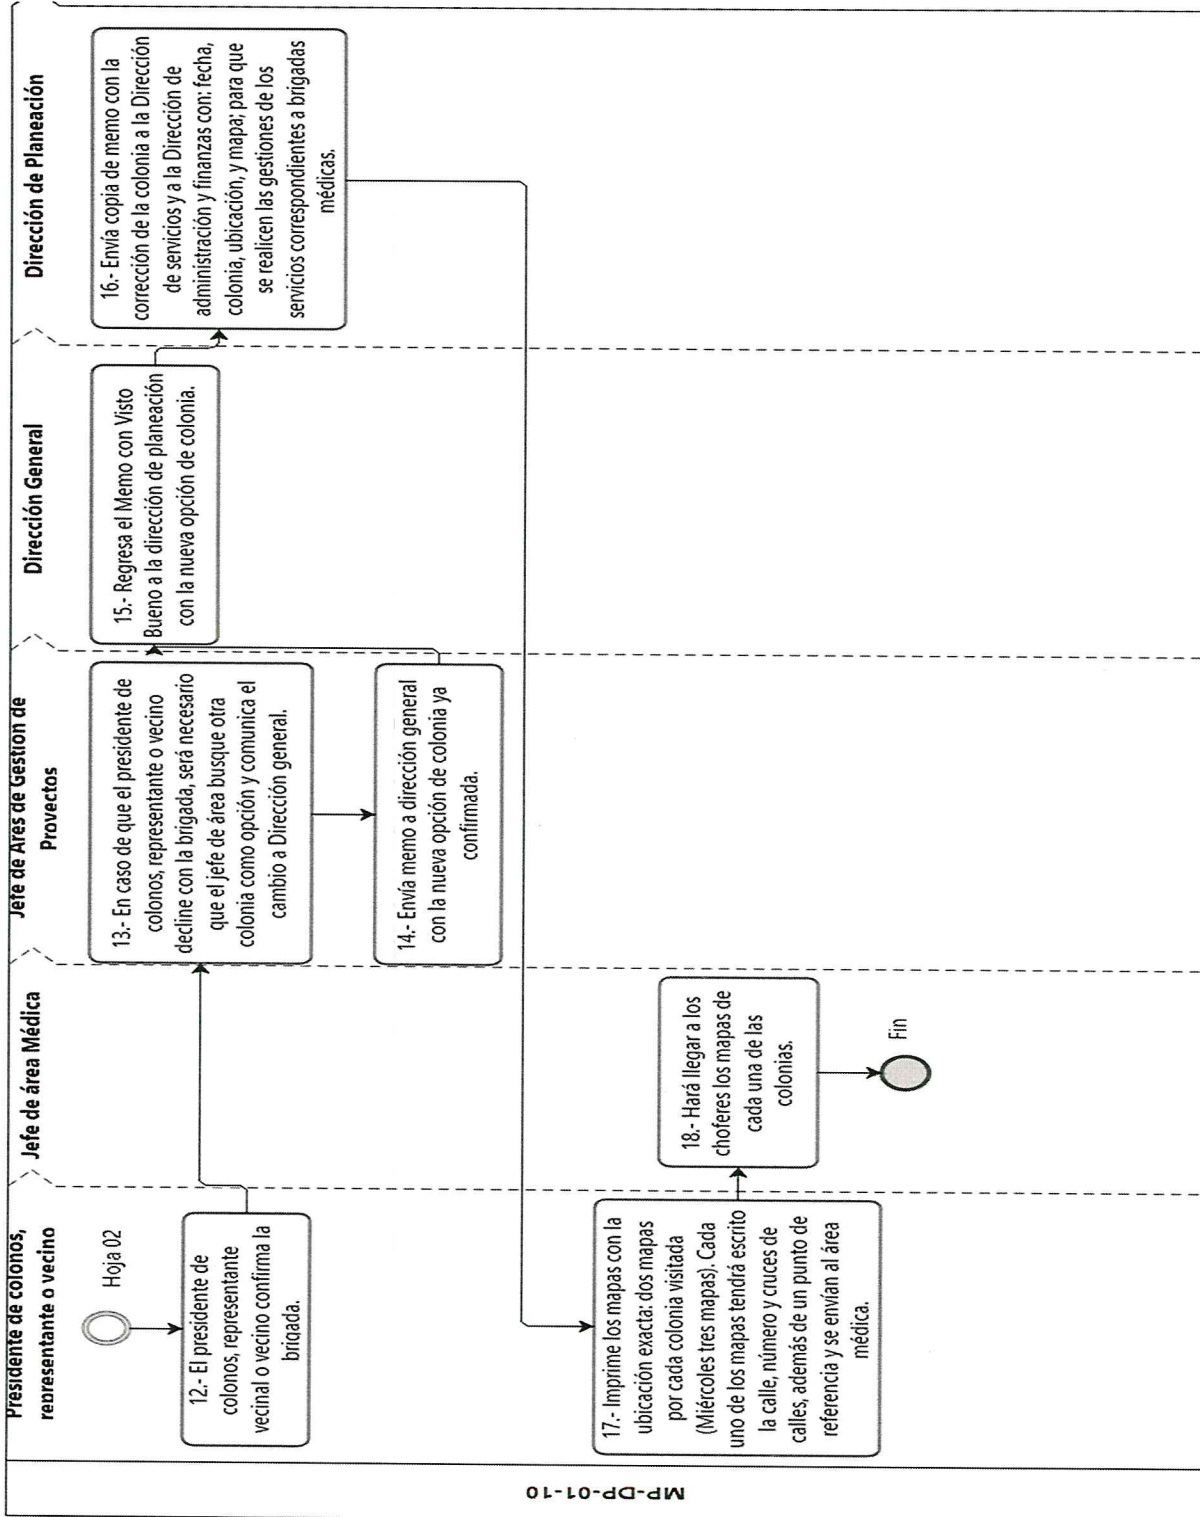 MP-DP-01-10
Presidente de colonos,
representante o vecino
Jefe de área Médica
Jefe de Ares de Gestion de
Proyectos
Dirección General
Dirección de Planeación
Hoja 02
12.- El presidente de
colonos, representante
vecinal o vecino confirma la
brigada.
13.- En caso de que el presidente de
colonos, representante o vecino
decline con la brigada, será necesario
que el jefe de área busque otra
colonia como opción y comunica el
cambio a Dirección general.
14.- Envía memo a dirección general
con la nueva opción de colonia ya
confirmada.
15.- Regresa el Memo con Visto
Bueno a la dirección de planeación
con la nueva opción de colonia.
16.- Envía copia de memo con la
corrección de la colonia a la Dirección
de servicios y a la Dirección de
administración y finanzas con: fecha,
colonia, ubicación, y mapa; para que
se realicen las gestiones de los
servicios correspondientes a brigadas
médicas.
17.- Imprime los mapas con la
ubicación exacta: dos mapas
por cada colonia visitada
(Miércoles tres mapas). Cada
uno de los mapas tendrá escrito
la calle, número y cruces de
calles, además de un punto de
referencia y se envían al área
médica.
18.- Hará llegar a los
choferes los mapas de
cada una de las
colonias.
Fin